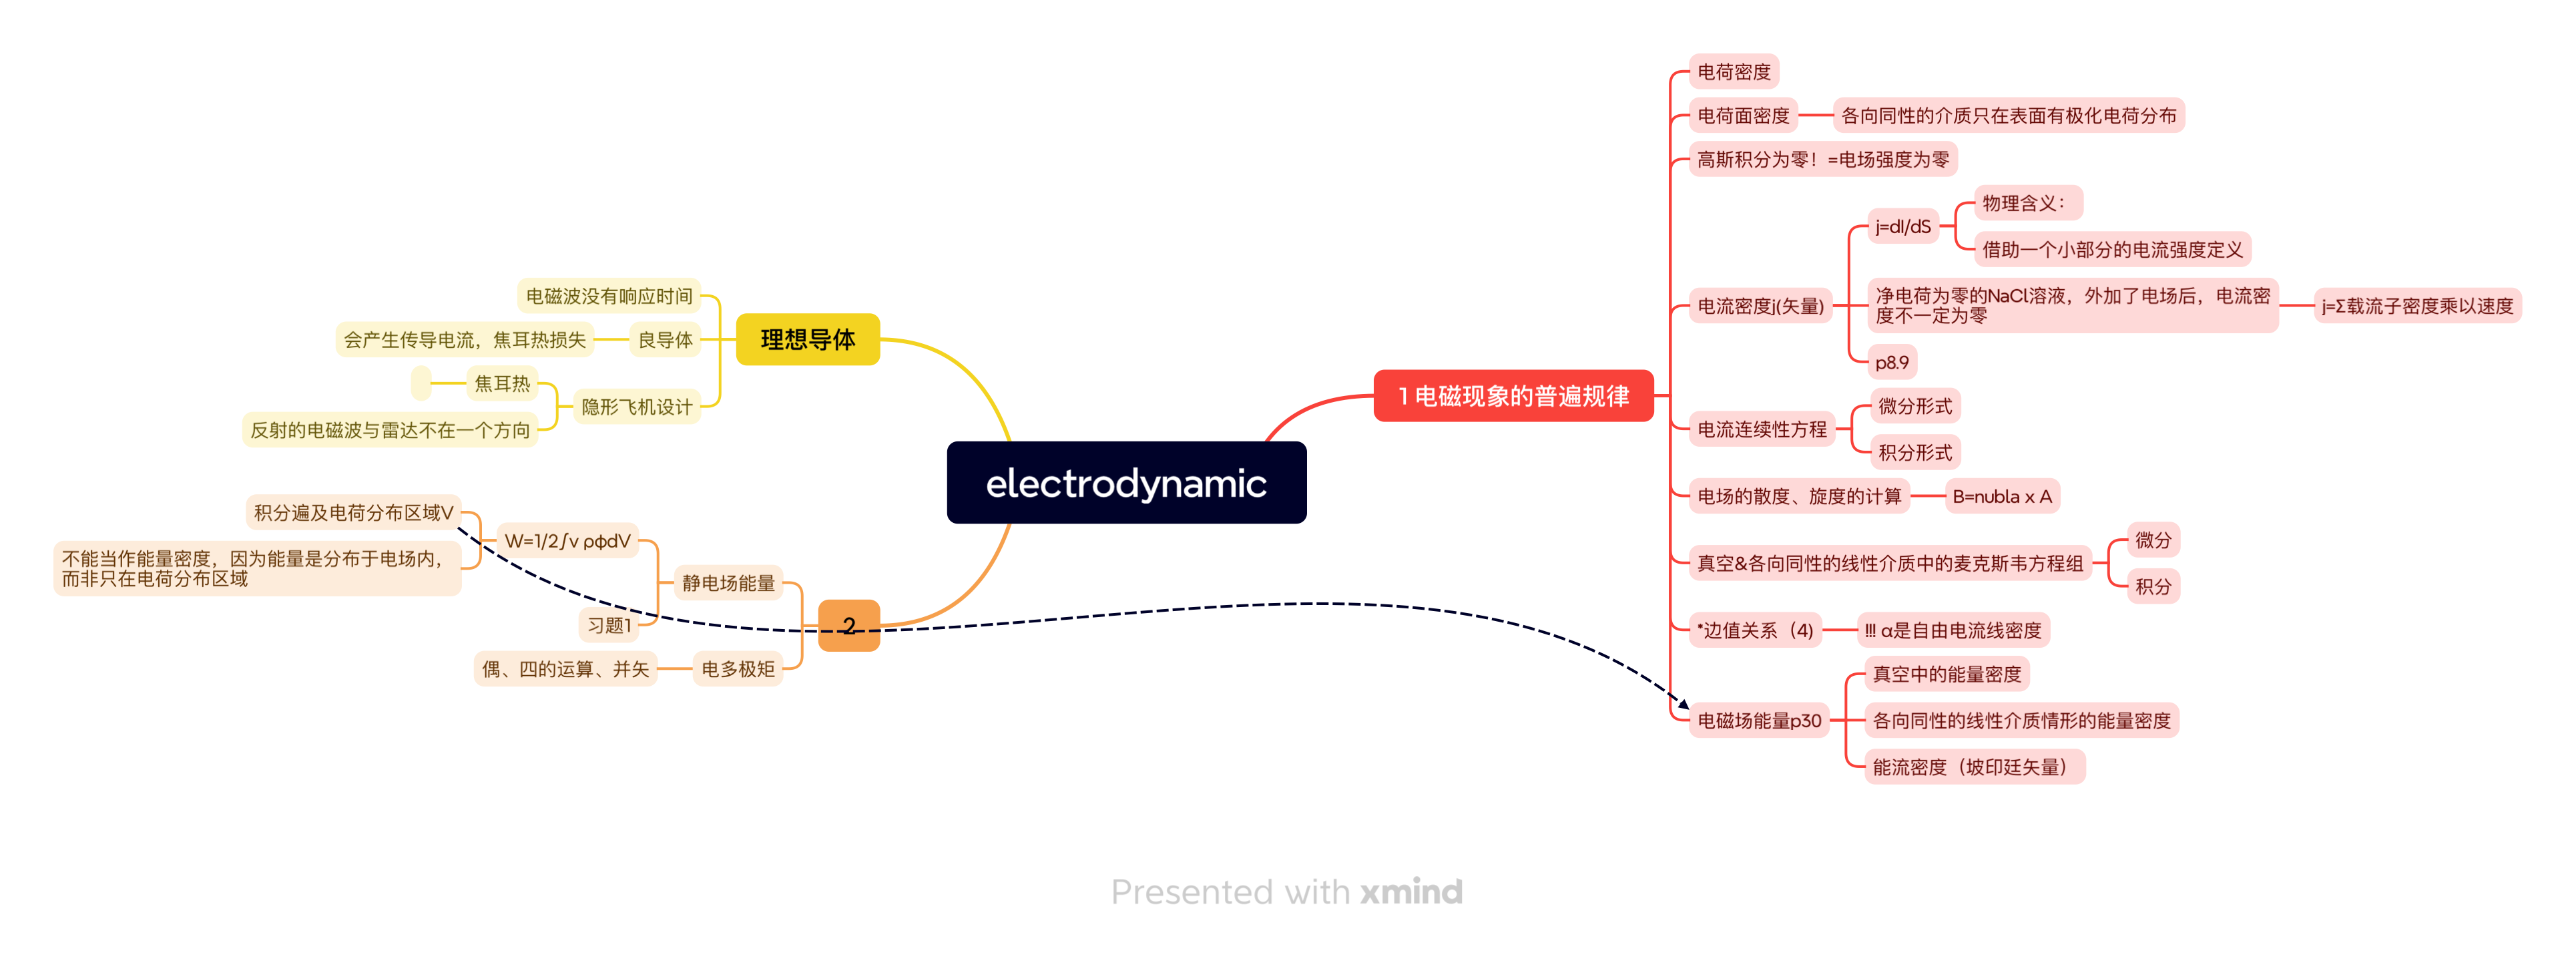 electrodynamic
1 电磁现象的普遍规律
电荷密度
电荷面密度
各向同性的介质只在表面有极化电荷分布
高斯积分为零！=电场强度为零
电流密度j(矢量)
j=dI/dS
物理含义：
借助一个小部分的电流强度定义
净电荷为零的NaCl溶液，外加了电场后，电流密
度不一定为零
j=Σ载流子密度乘以速度
p8.9
电流连续性方程
微分形式
积分形式
电场的散度、旋度的计算
B=nubla x A
真空&各向同性的线性介质中的麦克斯韦方程组
微分
积分
*边值关系（4）
!!! α是自由电流线密度
电磁场能量p30
真空中的能量密度
各向同性的线性介质情形的能量密度
能流密度（坡印廷矢量）
理想导体
电磁波没有响应时间
良导体
会产生传导电流，焦耳热损失
隐形飞机设计
焦耳热
反射的电磁波与雷达不在一个方向
2
静电场能量
W=1/2∫v ρφdV
积分遍及电荷分布区域V
不能当作能量密度，因为能量是分布于电场内，
而非只在电荷分布区域
习题1
电多极矩
偶、四的运算、并矢
Presented with xmind